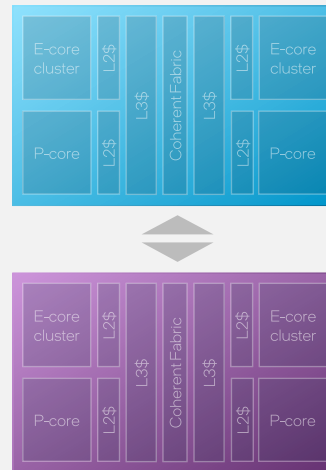 E-core
cluster
L2$
L3$
Coherent Fabric
L3$
L2$
E-core
cluster
P-core
L2$
L2$
P-core
E-core
cluster
L2$
L3$
Coherent Fabric
L3$
L2$
E-core
cluster
P-core
L2$
L2$
P-core